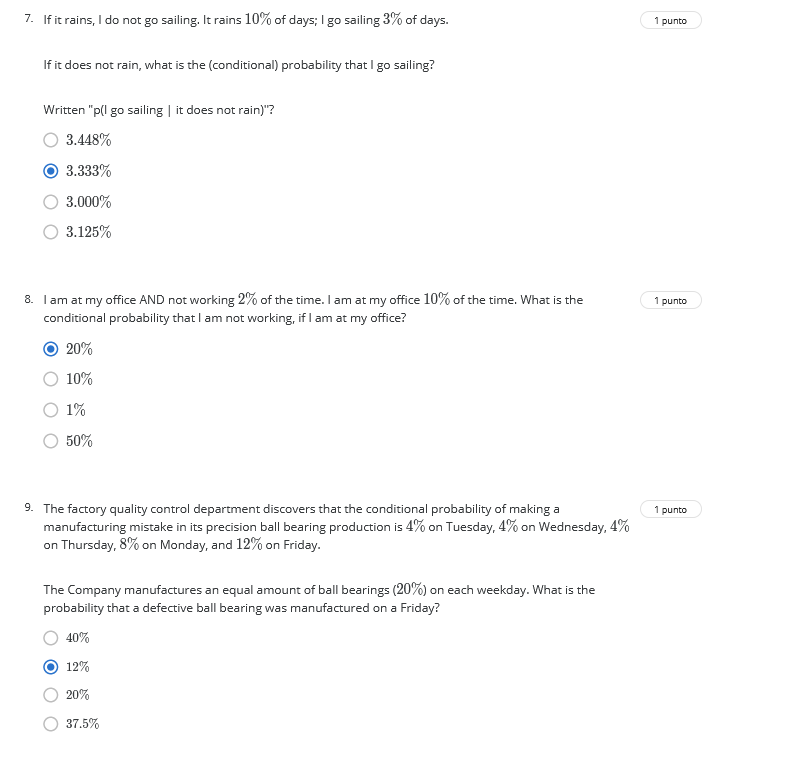 7. If it rains, I do not go sailing. It rains 10% of days; I go sailing 3% of days.
1 punto
If it does not rain, what is the (conditional) probability that I go sailing?
Written "p(I go sailing | it does not rain)"?
3.448%
3.333%
3.000%
3.125%
8. I am at my office AND not working 2% of the time. I am at my office 10% of the time. What is the
1 punto
conditional probability that I am not working, if I am at my office?
20%
10%
1%
50%
9. The factory quality control department discovers that the conditional probability of making a
1 punto
manufacturing mistake in its precision ball bearing production is 4% on Tuesday, 4% on Wednesday, 4%
on Thursday, 8% on Monday, and 12% on Friday.
The Company manufactures an equal amount of ball bearings (20%) on each weekday. What is the
probability that a defective ball bearing was manufactured on a Friday?
40%
12%
20%
37.5%